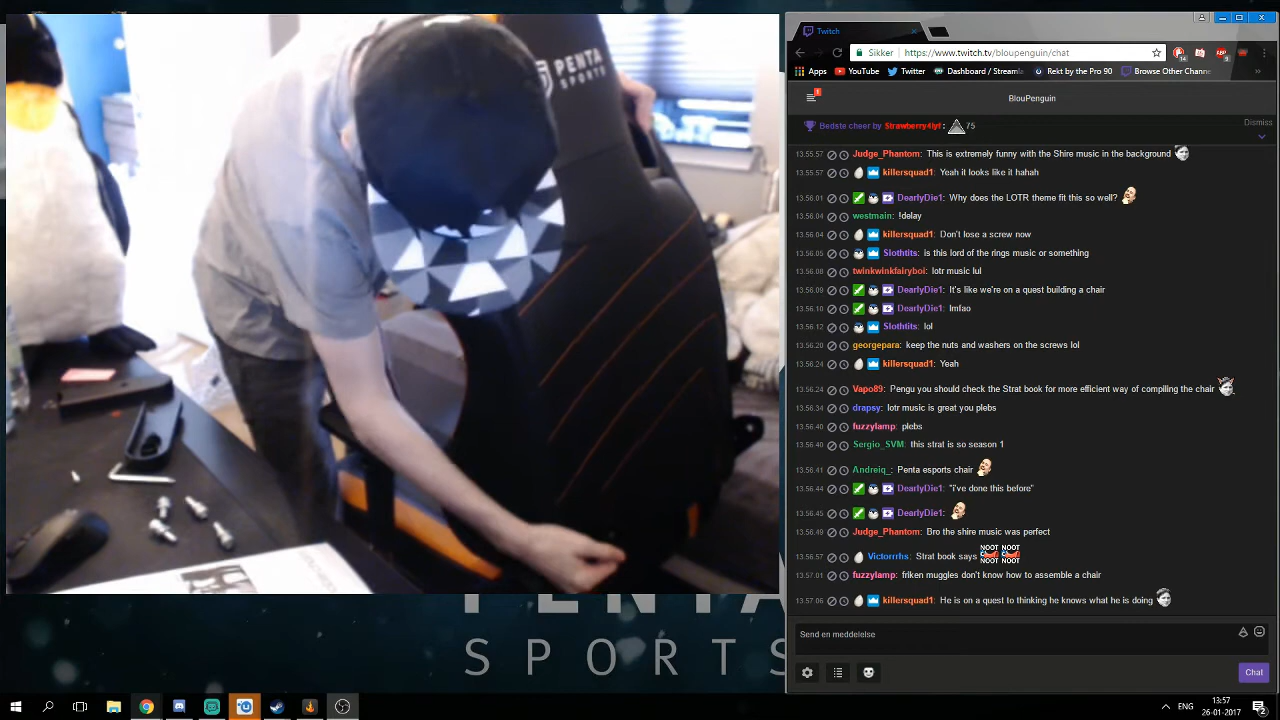 PENTA
SPORTS
PENTA
SPORTS
Twitch
Sikker
https://www.twitch.tv/bloupenguin/chat
Apps
YouTube
Twitter
Dashboard / Streamla
Rekt by the Pro 90
Browse Other Channe
BlouPenguin
Bedste cheer by Strawberry4lyf : 75
Dismiss
13.55.57 Judge_Phantom: This is extremely funny with the Shire music in the background
13.55.57 killersquad1: Yeah it looks like it hahah
13.56.01 DearlyDie1: Why does the LOTR theme fit this so well?
13.56.04 westmain: !delay
13.56.04 killersquad1: Don't lose a screw now
13.56.05 Slothtits: is this lord of the rings music or something
13.56.08 twinkwinkfairyboi: lotr music lul
13.56.09 DearlyDie1: It's like we're on a quest building a chair
13.56.10 DearlyDie1: lmfao
13.56.12 Slothtits: lol
13.56.20 georgepara: keep the nuts and washers on the screws lol
13.56.24 killersquad1: Yeah
13.56.24 Vapo89: Pengu you should check the Strat book for more efficient way of compiling the chair
13.56.34 drapsy: lotr music is great you plebs
13.56.40 fuzzylamp: plebs
13.56.40 Sergio_SVM: this strat is so season 1
13.56.41 Andreiq_: Penta esports chair
13.56.44 DearlyDie1: "i've done this before"
13.56.45 DearlyDie1:
13.56.49 Judge_Phantom: Bro the shire music was perfect
13.56.57 Victorrrhs: Strat book says NOOT NOOT NOOT NOOT
13.57.01 fuzzylamp: friken muggles don't know how to assemble a chair
13.57.06 killersquad1: He is on a quest to thinking he knows what he is doing
Send en meddelelse
Chat
ENG
13:57
26-01-2017